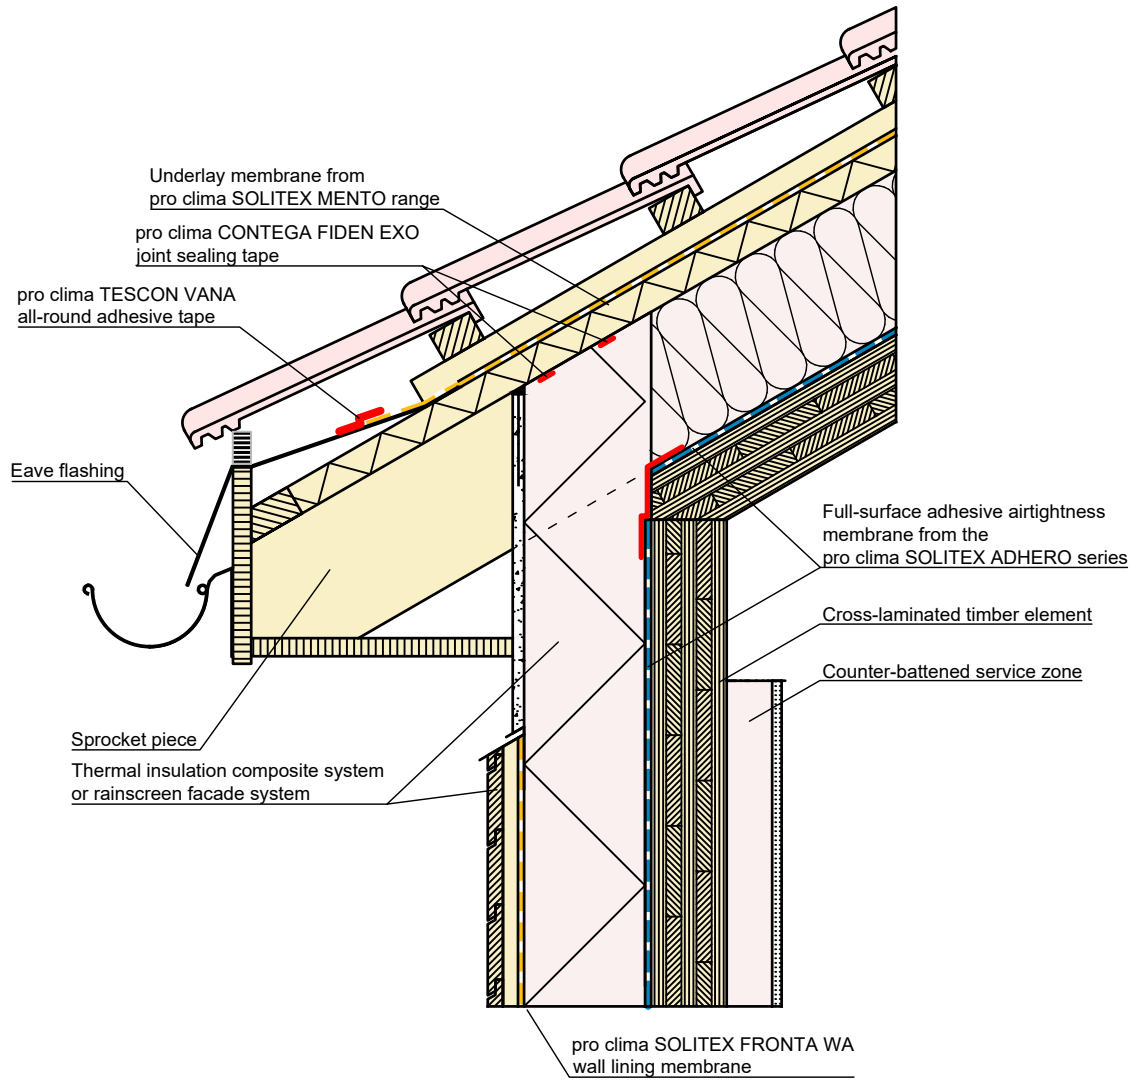 Underlay membrane from
pro clima SOLITEX MENTO range
pro clima CONTEGA FIDEN EXO
joint sealing tape
pro clima TESCON VANA
all-round adhesive tape
Eave flashing
Full-surface adhesive airtightness
membrane from the
pro clima SOLITEX ADHERO series
Cross-laminated timber element
Counter-battened service zone
Sprocket piece
Thermal insulation composite system
or rainscreen facade system
pro clima SOLITEX FRONTA WA
wall lining membrane